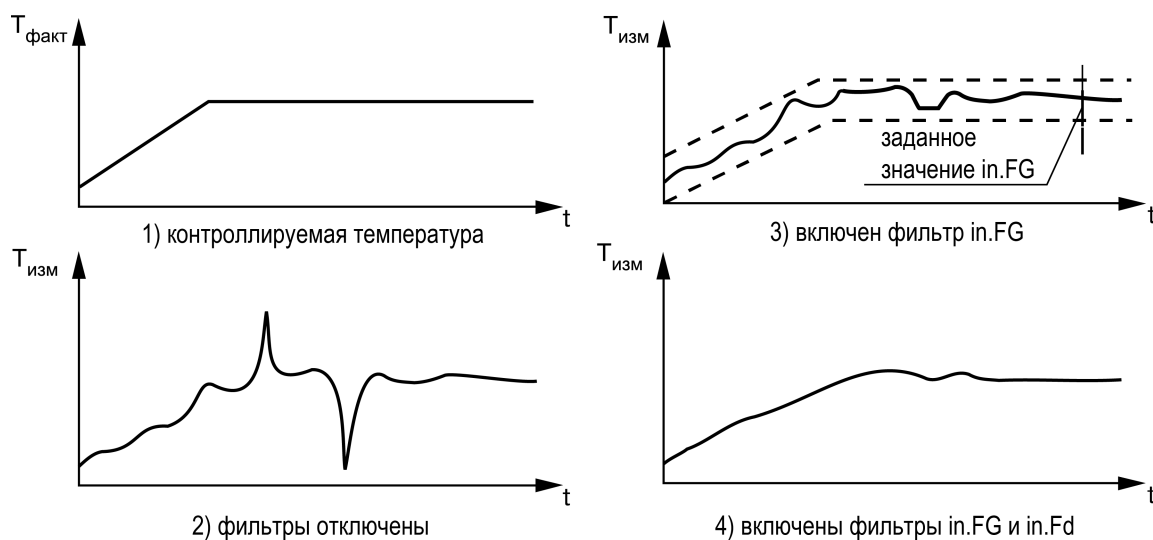 Tфакт
t
1) контроллируемая температура
Tизм
t
2) фильтры отключены
Tизм
заданное
значение in.FG
t
3) включен фильтр in.FG
Tизм
t
4) включены фильтры in.FG и in.Fd